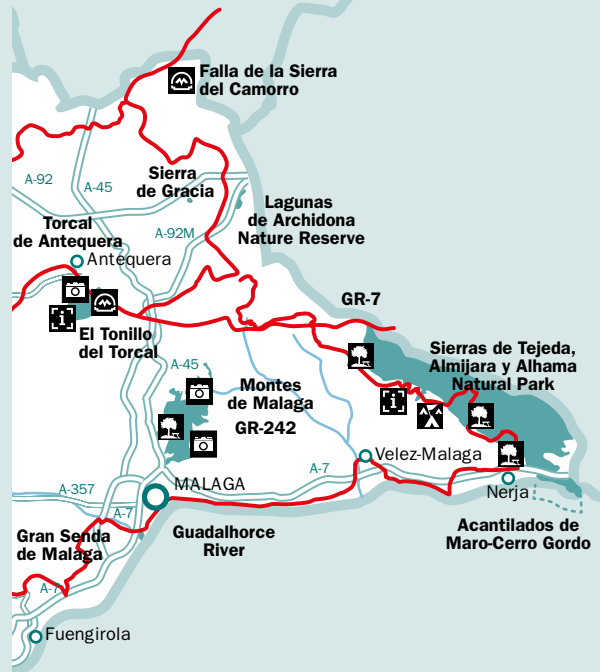 Falla de la Sierra
del Camorro
A-92
A-45
Sierra
de Gracia
Lagunas
de Archidona
Nature Reserve
Torcal
de Antequera
A-92M
Antequera
GR-7
El Tonillo
del Torcal
Sierras de Tejeda,
Almijara y Alhama
Natural Park
A-45
Montes
de Malaga
GR-242
Velez-Malaga
A-7
MALAGA
A-357
Nerja
A-7
Gran Senda
de Malaga
Guadalhorce
River
Acantilados de
Maro-Cerro Gordo
A-7
Fuengirola